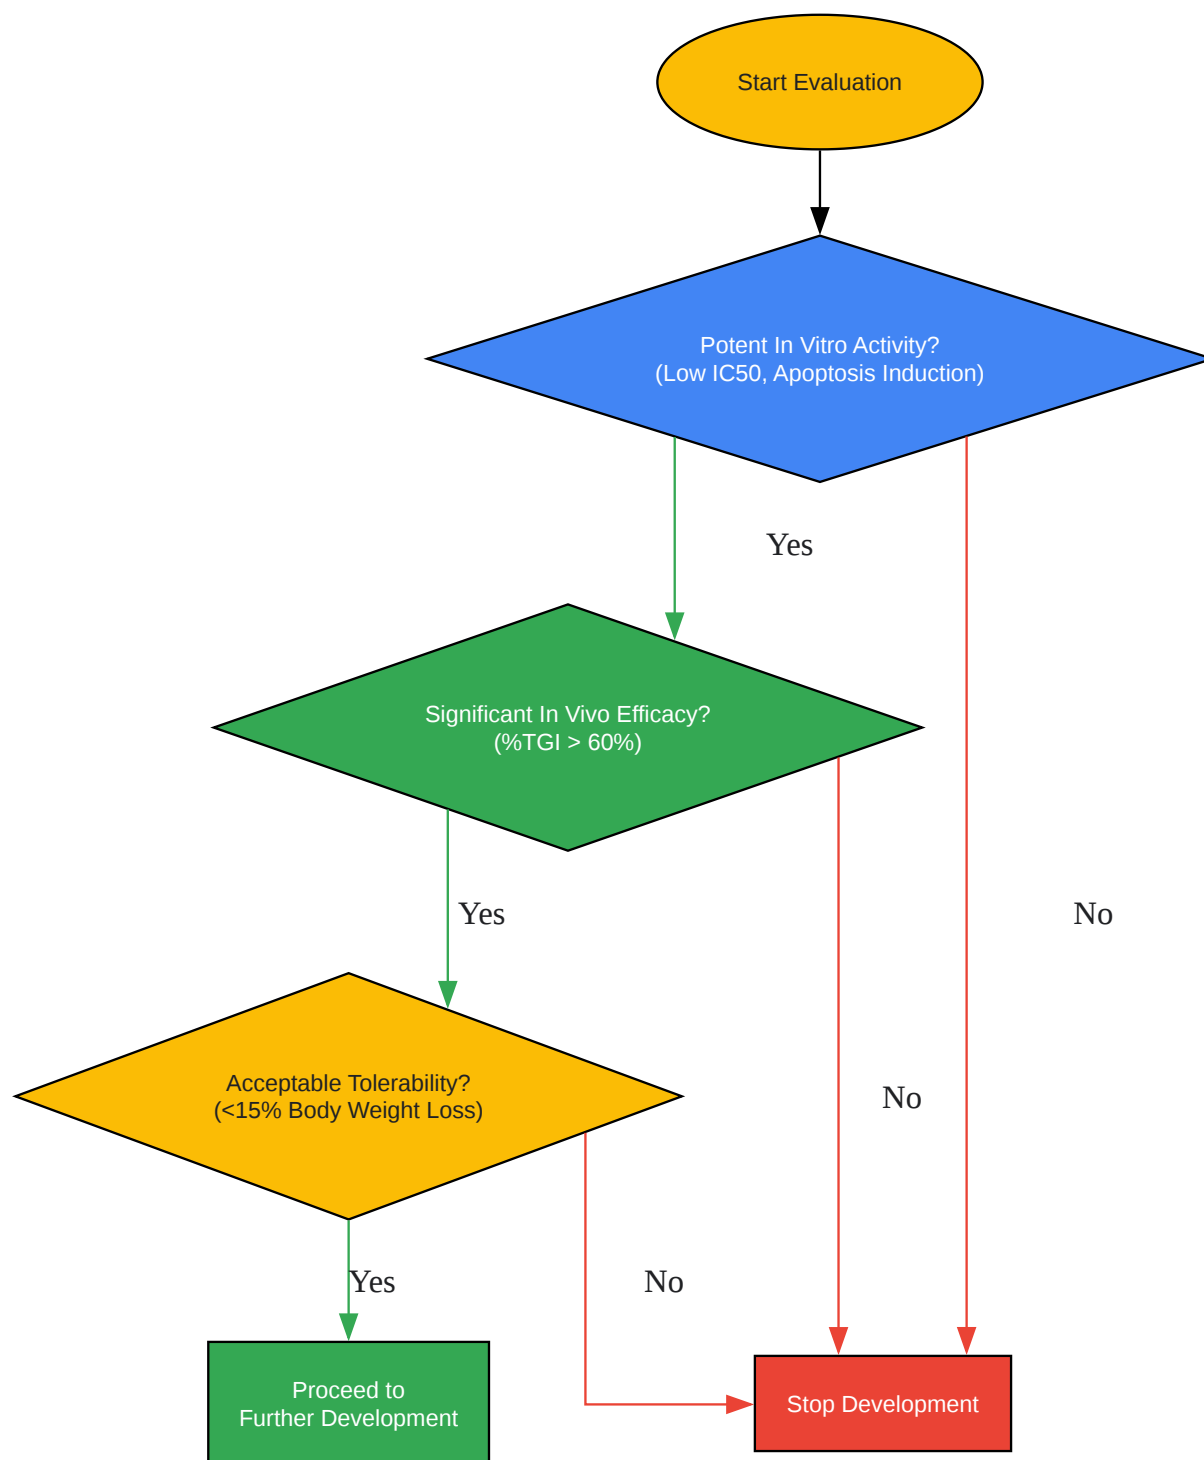 Start Evaluation
Potent In Vitro Activity?
(Low IC50, Apoptosis Induction)
Yes
Significant In Vivo Efficacy?
(%TGI > 60%)
Yes
No
Acceptable Tolerability?
(<15% Body Weight Loss)
No
Yes
No
Proceed to
Further Development
Stop Development